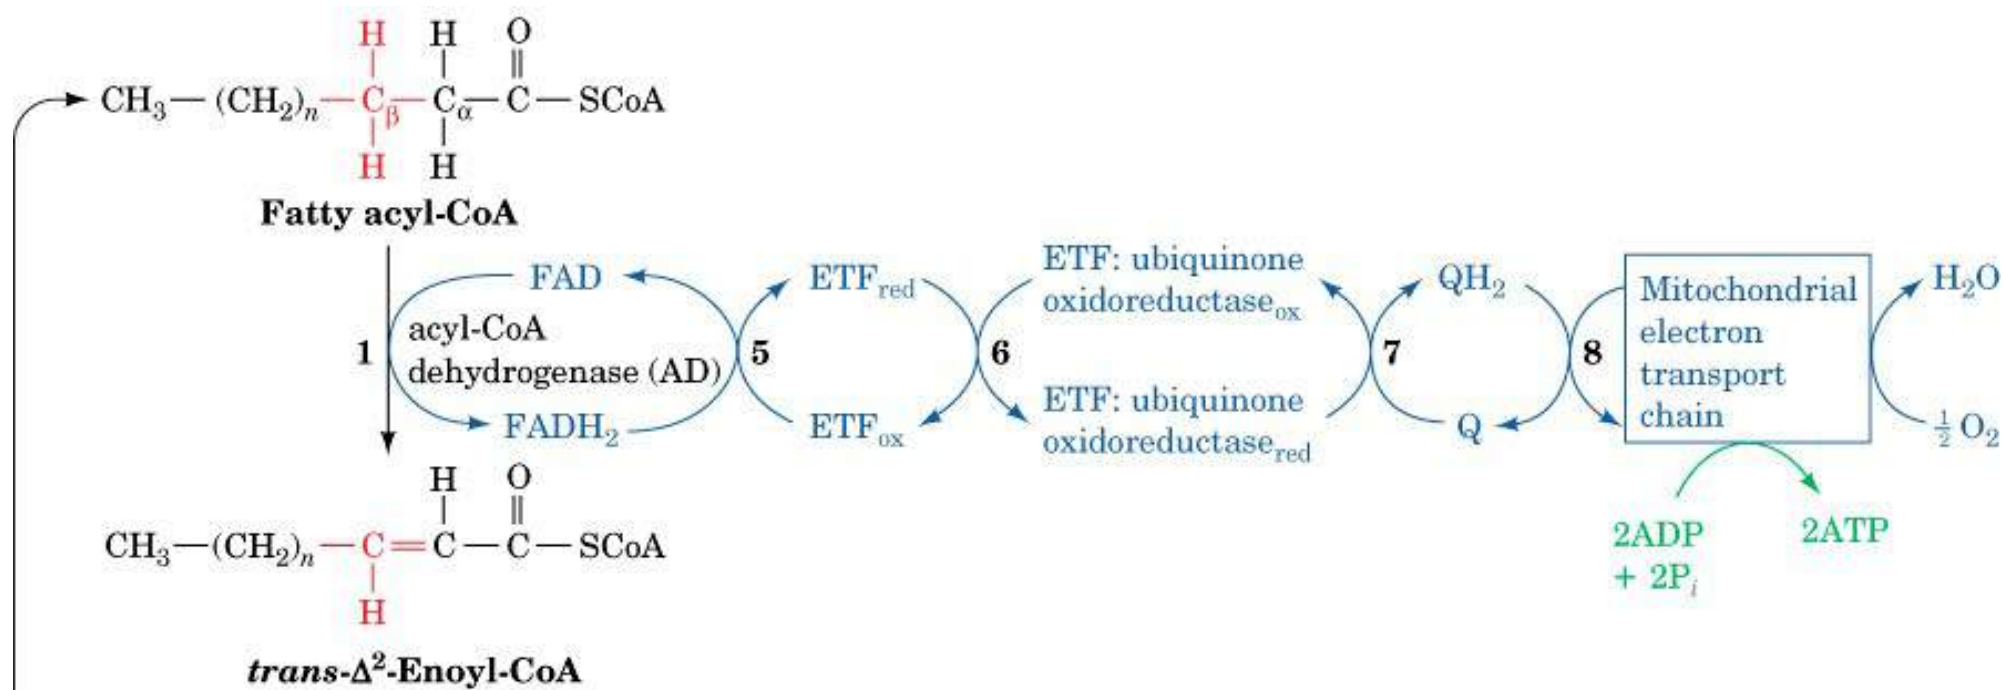 H H O
CH₃—(CH₂)ₙ—Cβ—Cα—C—SCoA
H H
Fatty acyl-CoA
FAD
ETFred
ETF: ubiquinone
oxidoreductaseox
QH₂
Mitochondrial
electron
transport
chain
H₂O
1
acyl-CoA
dehydrogenase (AD)
5
6
7
8
FADH₂
ETFox
ETF: ubiquinone
oxidoreductasered
Q
½ O₂
2ADP
+ 2Pᵢ
2ATP
H O
CH₃—(CH₂)ₙ—C=C—C—SCoA
H
trans-Δ²-Enoyl-CoA